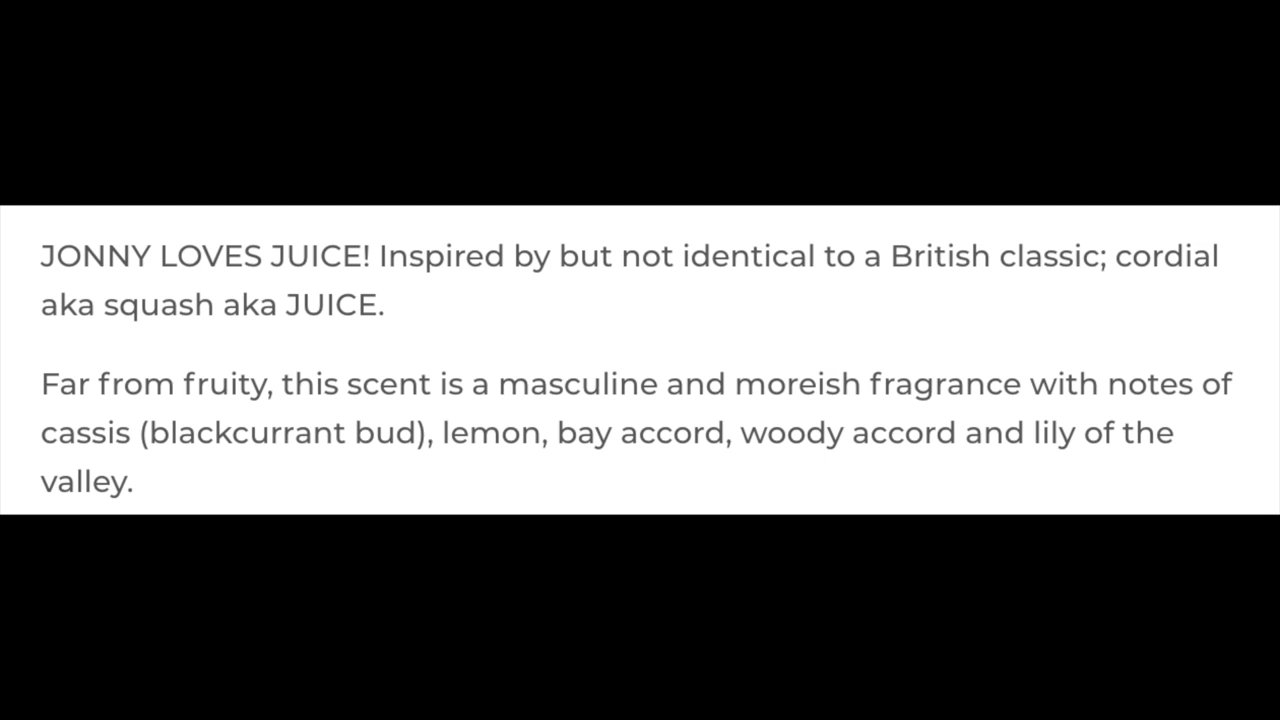 JONNY LOVES JUICE! Inspired by but not identical to a British classic; cordial
aka squash aka JUICE.
Far from fruity, this scent is a masculine and moreish fragrance with notes of
cassis (blackcurrant bud), lemon, bay accord, woody accord and lily of the
valley.